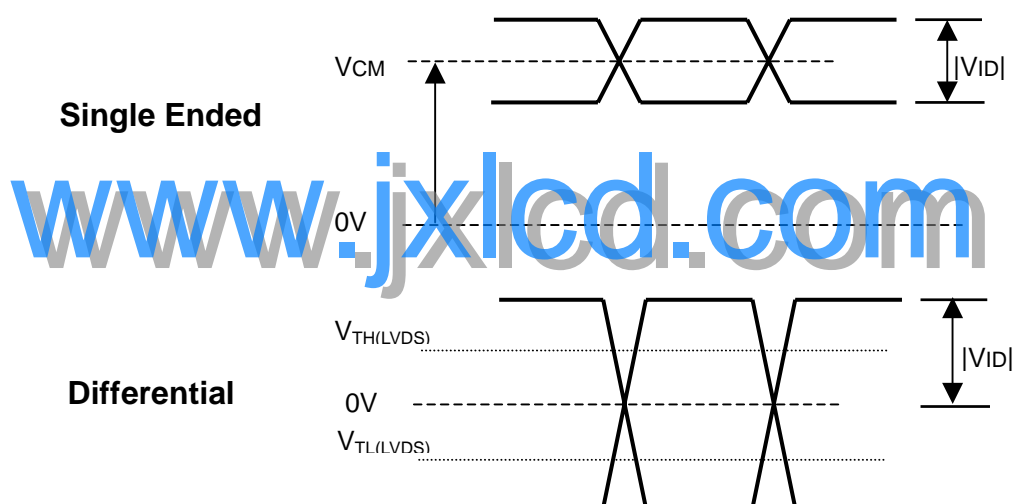 VCM
|VID|
Single Ended
www.jxlcd.com
0V
VTH(LVDS)
|VID|
Differential
0V
VTL(LVDS)